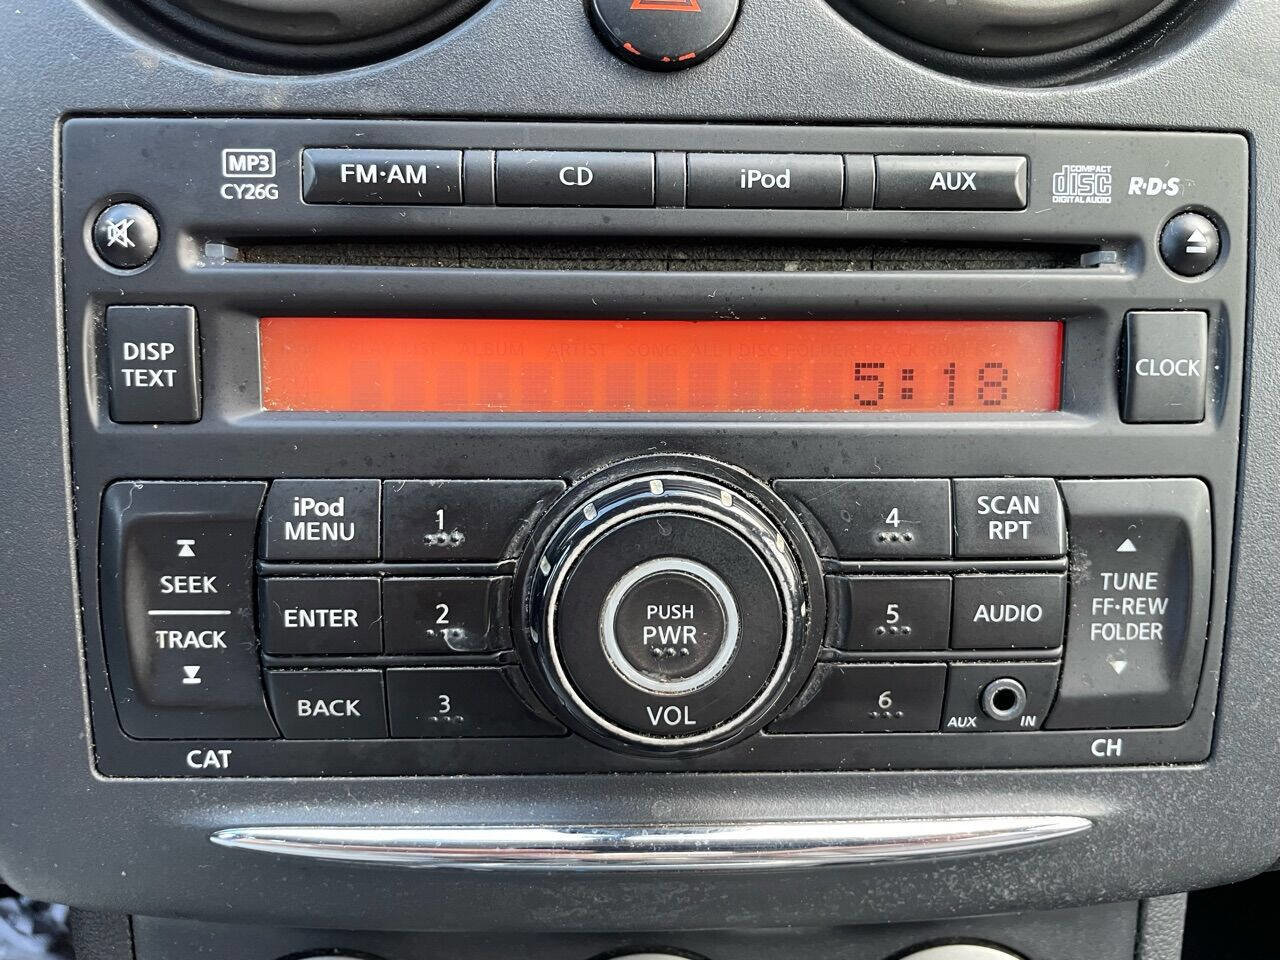 MP3
CY26G
FM·AM
CD
iPod
AUX
COMPACT
disc
DIGITAL AUDIO
R·D·S
DISP
TEXT
ALBUM
5:18
CLOCK
SEEK
TRACK
CAT
iPod
MENU
ENTER
BACK
1
2
3
PUSH
PWR
VOL
4
5
6
SCAN
RPT
AUDIO
AUX IN
TUNE
FF·REW
FOLDER
CH